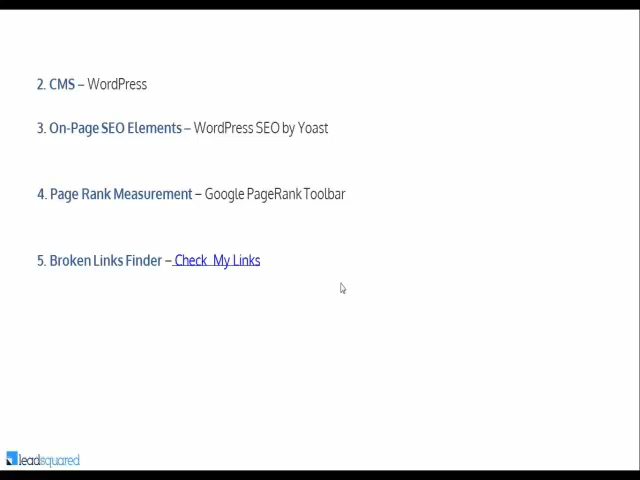 2. CMS – WordPress
3. On-Page SEO Elements – WordPress SEO by Yoast
4. Page Rank Measurement – Google PageRank Toolbar
5. Broken Links Finder – Check My Links
leadsquared